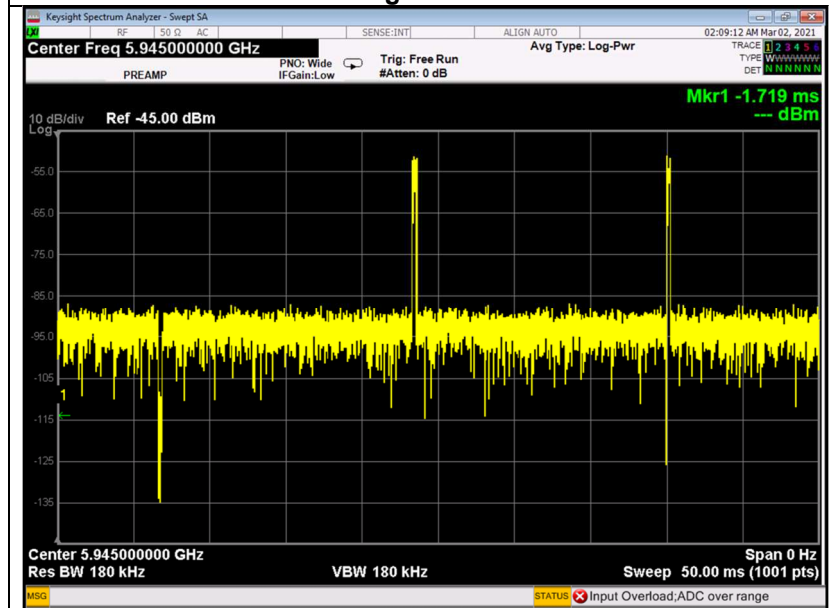 Keysight Spectrum Analyzer - Swept SA
LXI RF 50 Ω AC SENSE:INT ALIGN AUTO 02:09:12 AM Mar 02, 2021
Center Freq 5.945000000 GHz Avg Type: Log-Pwr TRACE 1 2 3 4 5 6
PNO: Wide Trig: Free Run TYPE WWWWWW
PREAMP IFGain:Low #Atten: 0 dB DET N N N N N N
Mkr1 -1.719 ms
10 dB/div Ref -45.00 dBm --- dBm
Log
-55.0
-65.0
-75.0
-85.0
-95.0
-105
1
-115
-125
-135
Center 5.945000000 GHz Span 0 Hz
Res BW 180 kHz VBW 180 kHz Sweep 50.00 ms (1001 pts)
MSG STATUS Input Overload;ADC over range